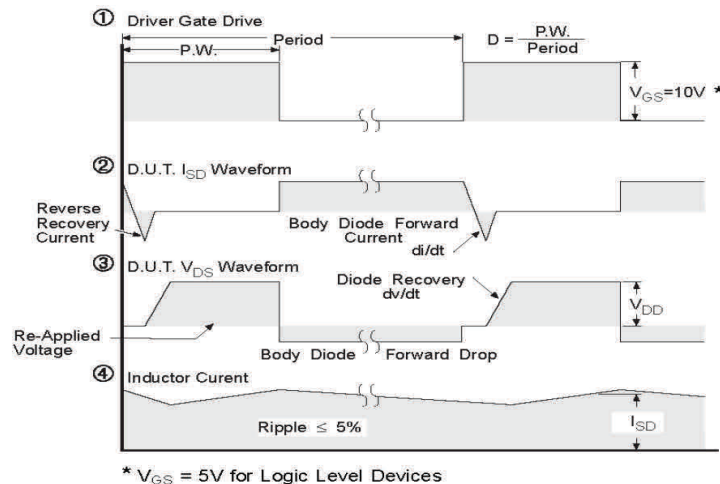 ① Driver Gate Drive
P.W.
Period
D = P.W. / Period
V_GS=10V *
② D.U.T. I_SD Waveform
Reverse
Recovery
Current
Body Diode Forward
Current
di/dt
③ D.U.T. V_DS Waveform
Diode Recovery
dv/dt
V_DD
Re-Applied
Voltage
Body Diode Forward Drop
④ Inductor Curent
Ripple ≤ 5%
I_SD
* V_GS = 5V for Logic Level Devices